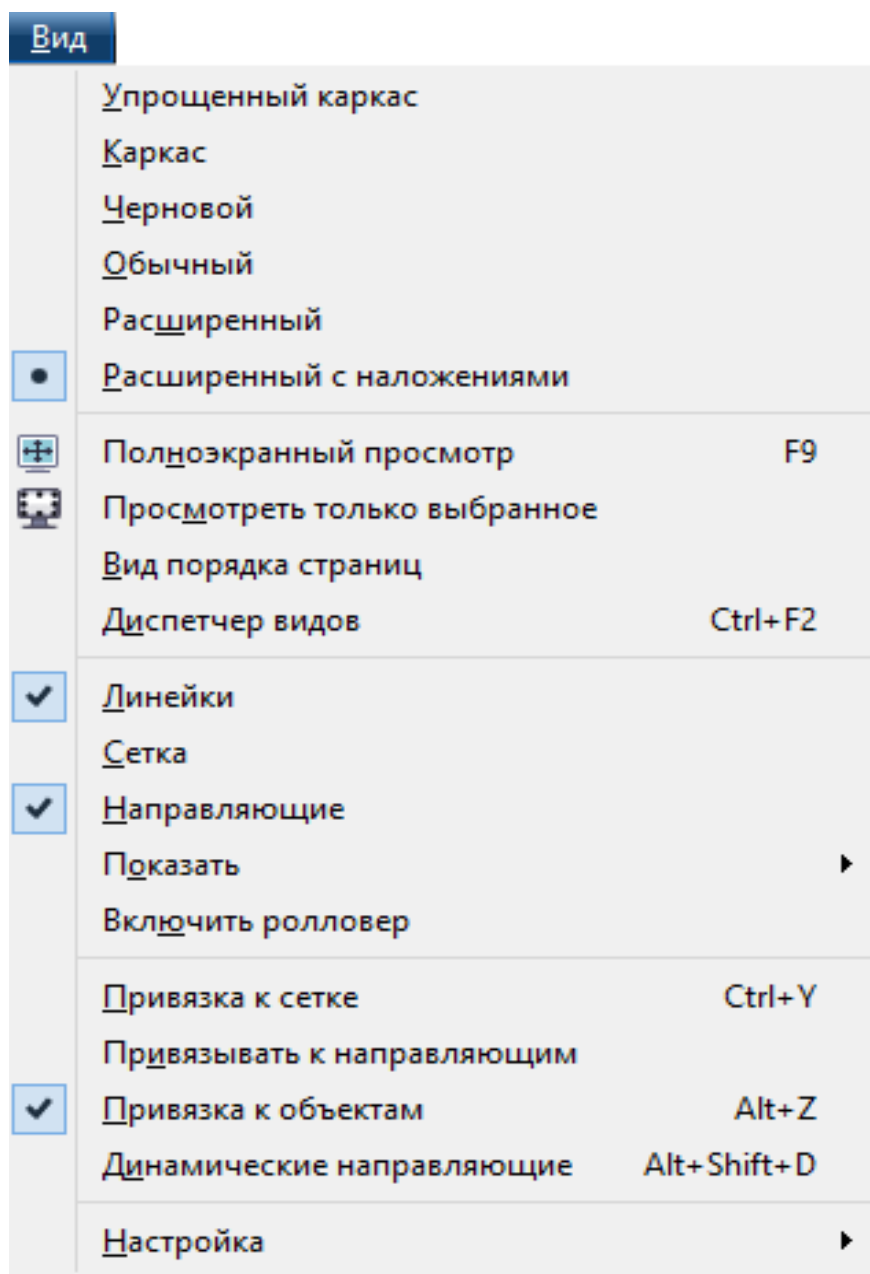 Вид
Упрощенный каркас
Каркас
Черновой
Обычный
Расширенный
Расширенный с наложениями
Полноэкранный просмотр F9
Просмотреть только выбранное
Вид порядка страниц
Диспетчер видов Ctrl+F2
Линейки
Сетка
Направляющие
Показать
Включить ролловер
Привязка к сетке Ctrl+Y
Привязывать к направляющим
Привязка к объектам Alt+Z
Динамические направляющие Alt+Shift+D
Настройка